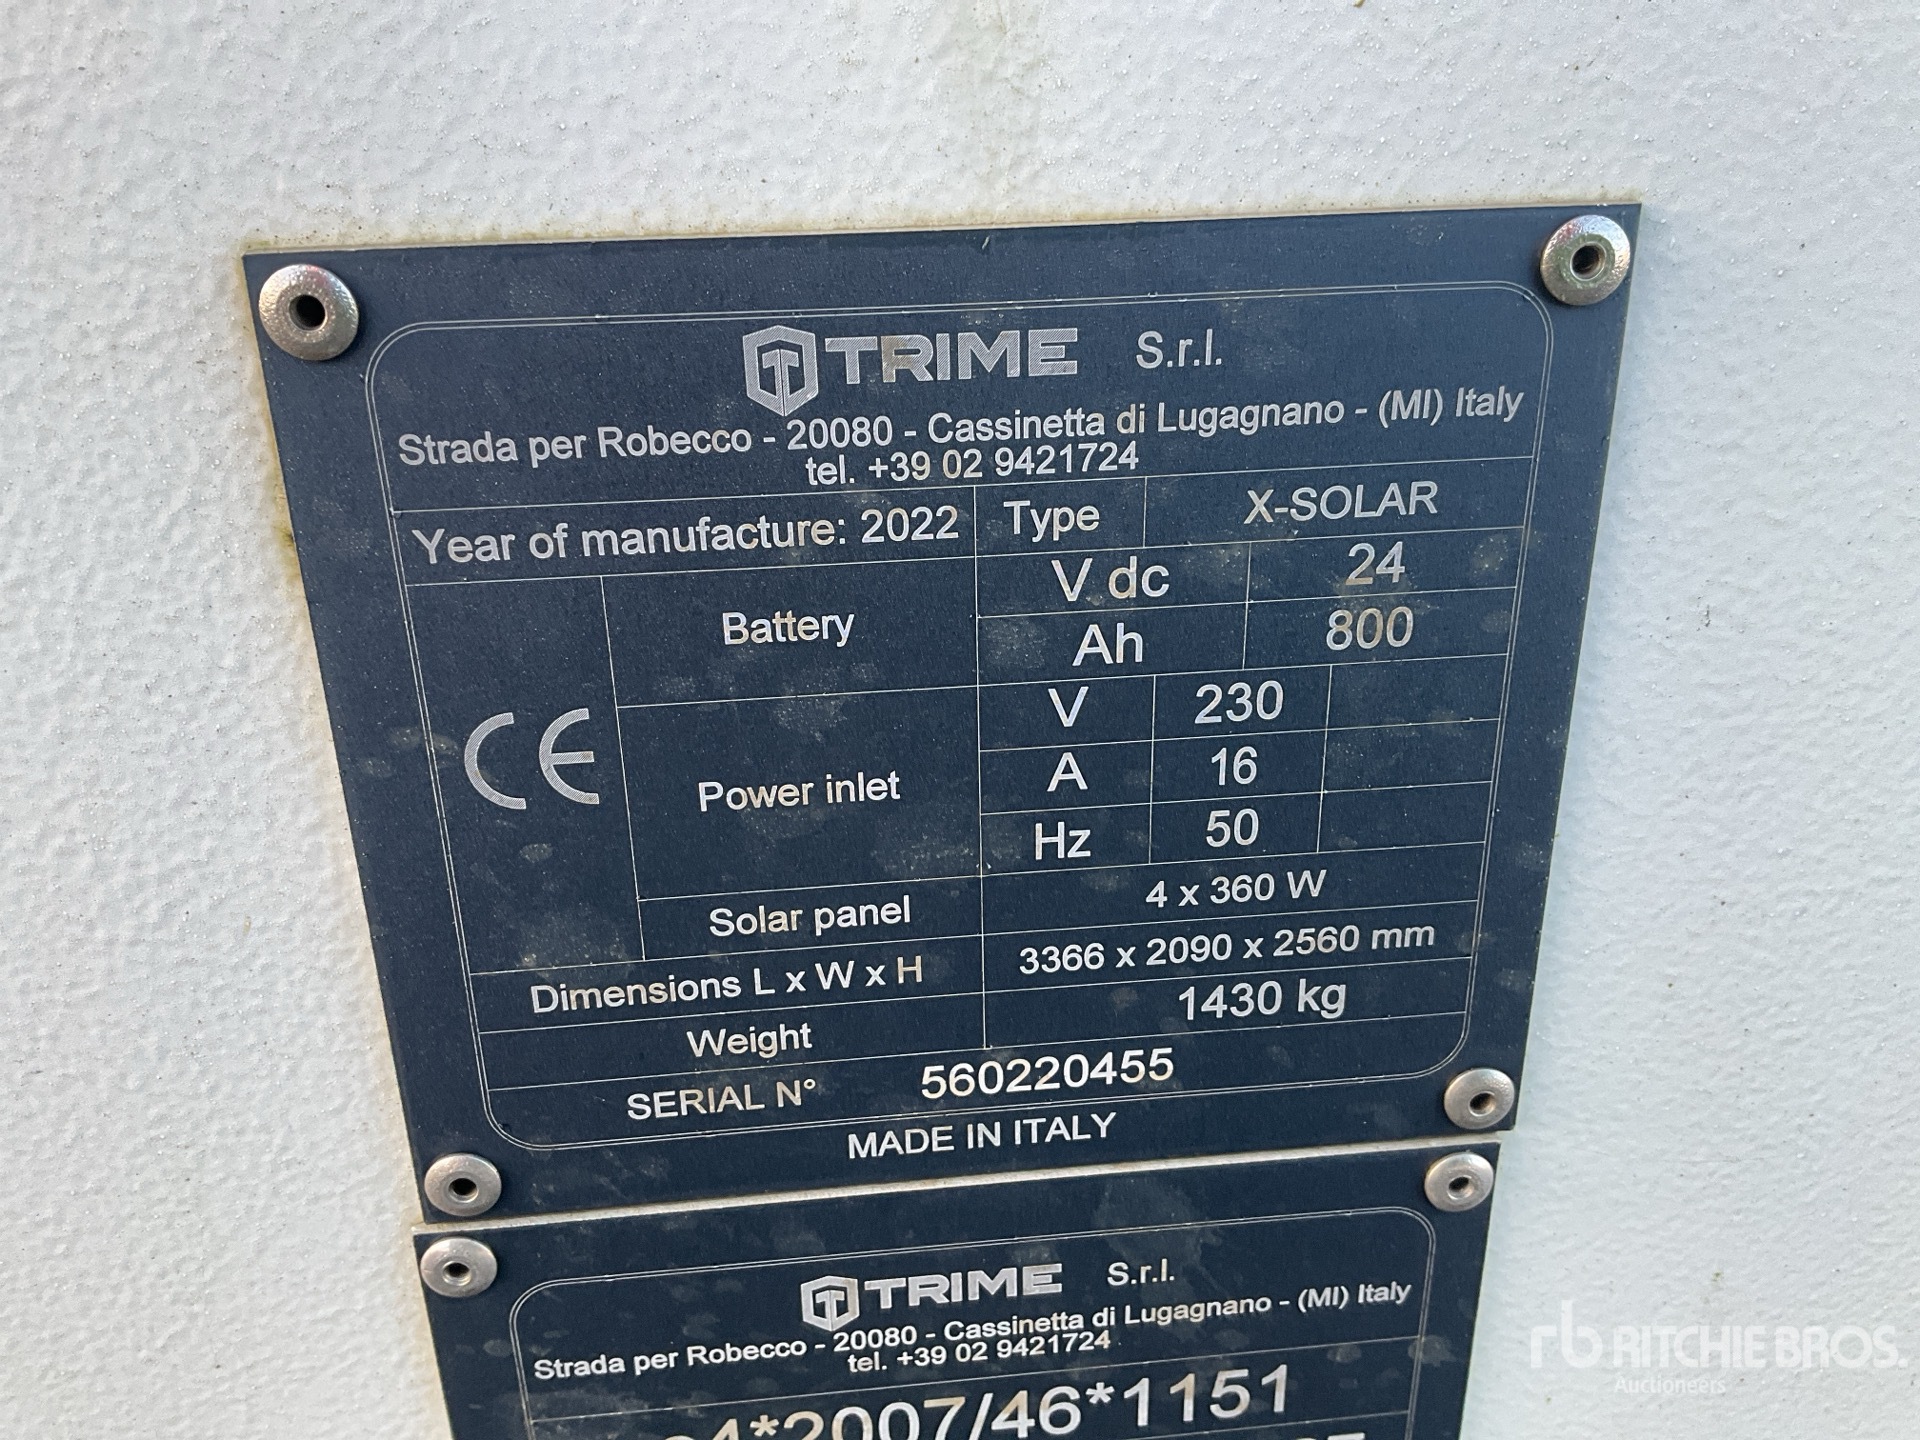 TRIME S.r.l.
Strada per Robecco - 20080 - Cassinetta di Lugagnano - (MI) Italy
tel. +39 02 9421724
Year of manufacture: 2022 Type X-SOLAR
CE
Battery
V dc 24
Ah 800
Power inlet
V 230
A 16
Hz 50
Solar panel 4 x 360 W
Dimensions L x W x H 3366 x 2090 x 2560 mm
Weight 1430 kg
SERIAL N° 560220455
MADE IN ITALY
TRIME S.r.l.
Strada per Robecco - 20080 - Cassinetta di Lugagnano - (MI) Italy
tel. +39 02 9421724
4*2007/46*1151
rb RITCHIE BROS.
Auctioneers